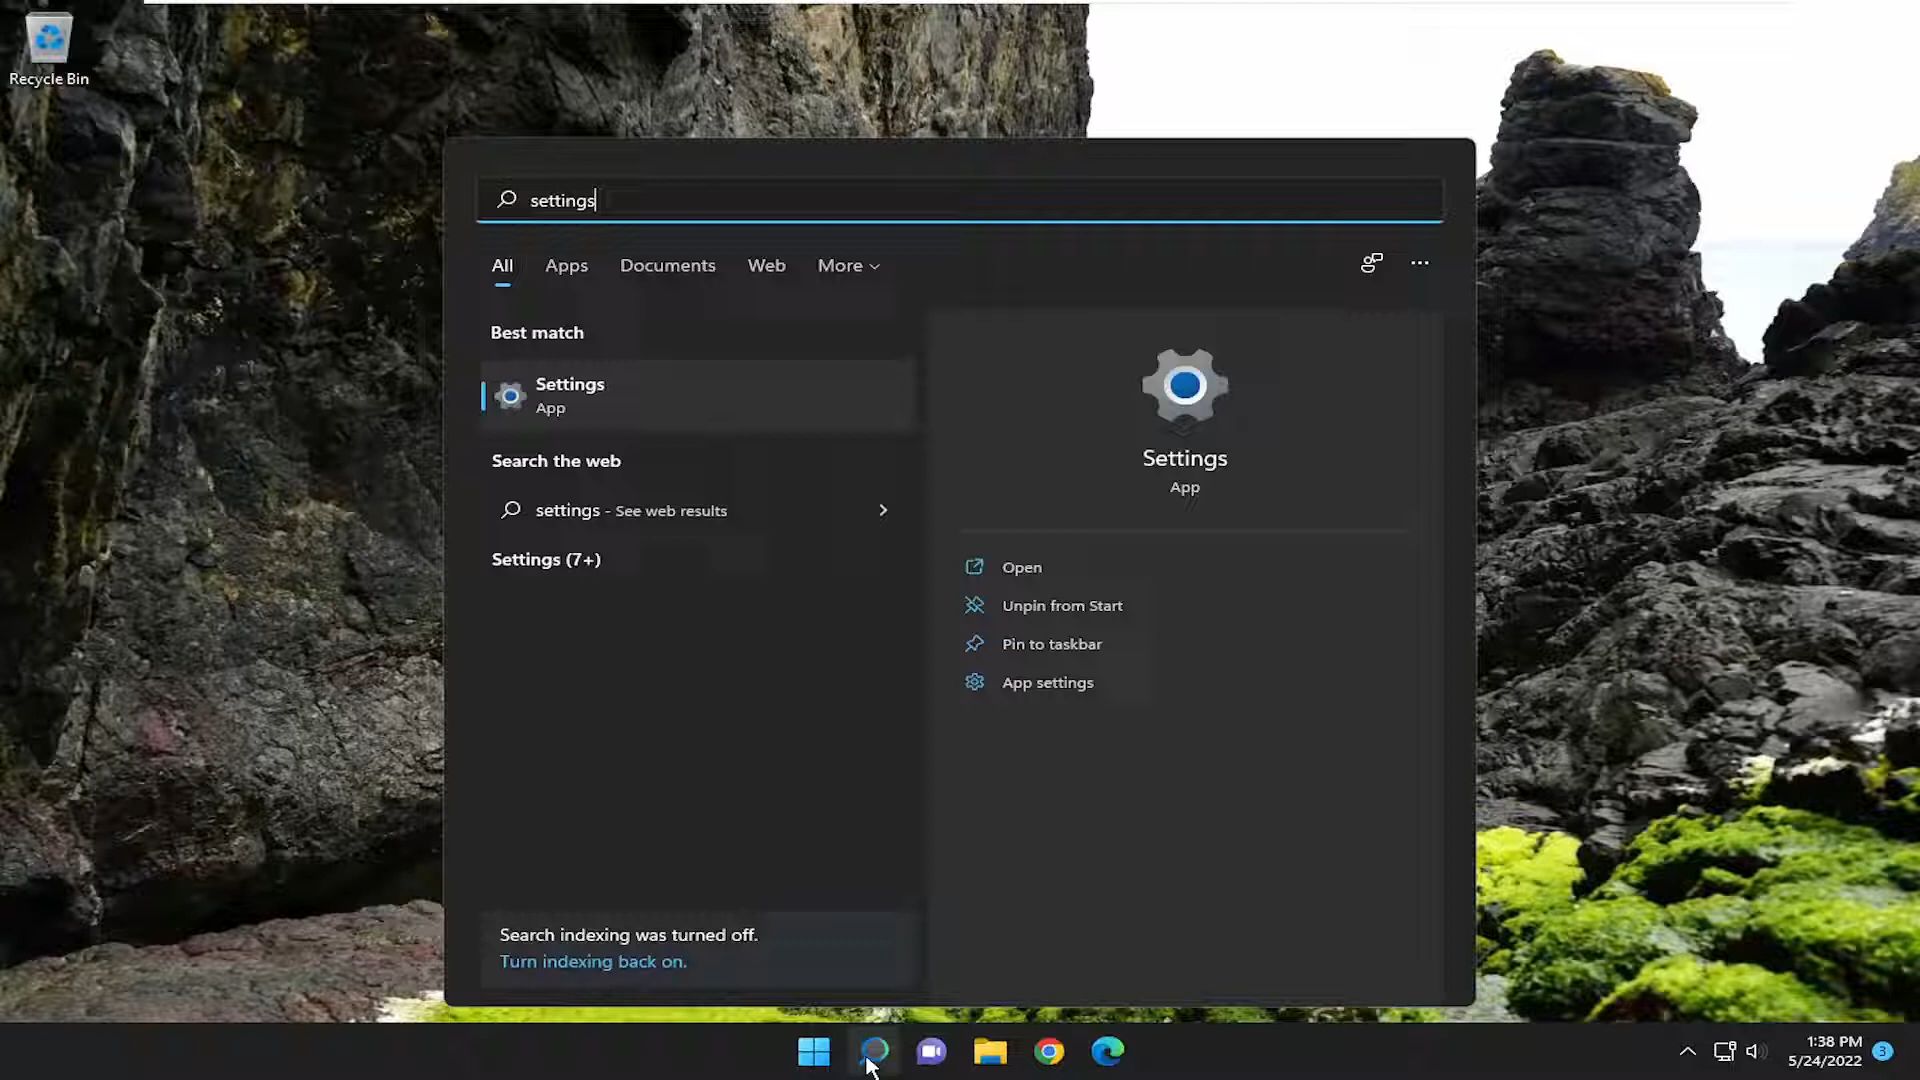 Recycle Bin
settings
All Apps Documents Web More
Best match
Settings
App
Search the web
settings - See web results
Settings (7+)
Settings
App
Open
Unpin from Start
Pin to taskbar
App settings
Search indexing was turned off.
Turn indexing back on.
1:38 PM
5/24/2022
3